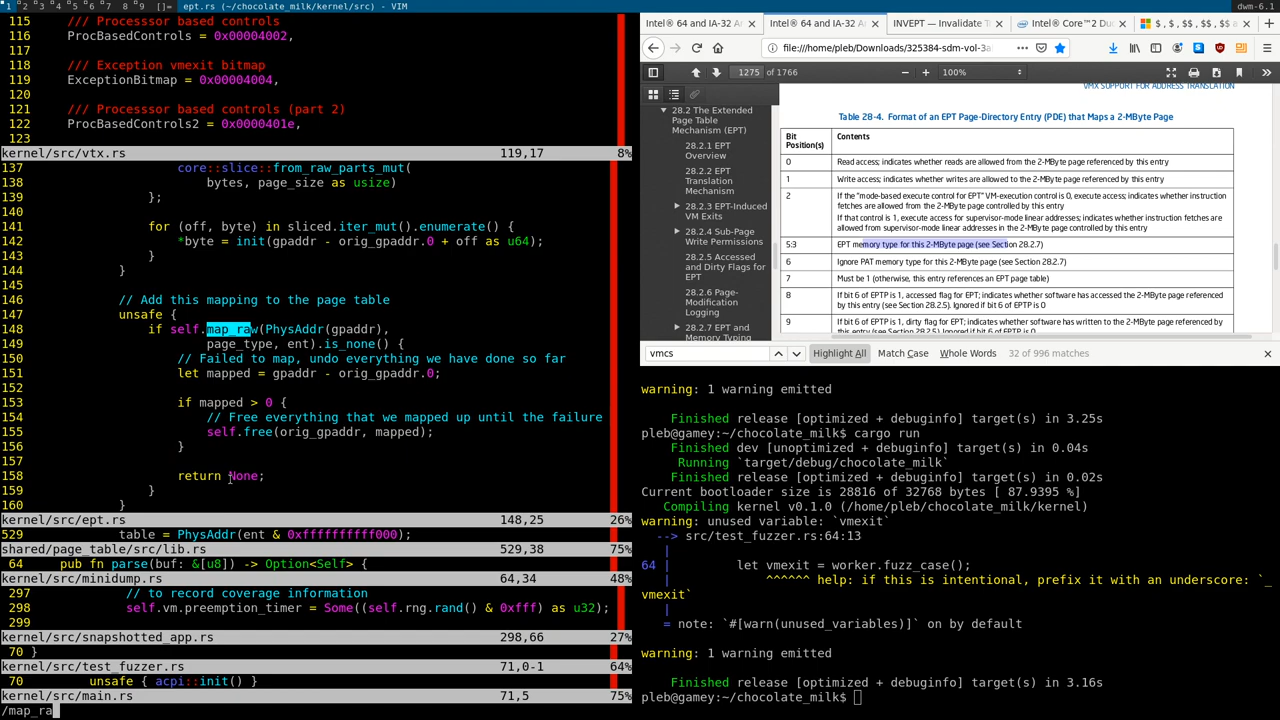 1 2 3 4 5 6 7 8 9 []= ept.rs (~/chocolate_milk/kernel/src) - VIM
dwm-6.1
115 /// Processsor based controls
116 ProcBasedControls = 0x00004002,
117
118 /// Exception vmexit bitmap
119 ExceptionBitmap = 0x00004004,
120
121 /// Processsor based controls (part 2)
122 ProcBasedControls2 = 0x0000401e,
123
kernel/src/vtx.rs 119,17 8%
137 core::slice::from_raw_parts_mut(
138 bytes, page_size as usize)
139 };
140
141 for (off, byte) in sliced.iter_mut().enumerate() {
142 *byte = init(gpaddr - orig_gpaddr.0 + off as u64);
143 }
144 }
145
146 // Add this mapping to the page table
147 unsafe {
148 if self.map_raw(PhysAddr(gpaddr),
149 page_type, ent).is_none() {
150 // Failed to map, undo everything we have done so far
151 let mapped = gpaddr - orig_gpaddr.0;
152
153 if mapped > 0 {
154 // Free everything that we mapped up until the failure
155 self.free(orig_gpaddr, mapped);
156 }
157
158 return None;
159 }
160 }
kernel/src/ept.rs 148,25 26%
529 table = PhysAddr(ent & 0xffffffffff000);
shared/page_table/src/lib.rs 529,38 75%
64 pub fn parse(buf: &[u8]) -> Option<Self> {
kernel/src/minidump.rs 64,34 48%
297 // to record coverage information
298 self.vm.preemption_timer = Some((self.rng.rand() & 0xfff) as u32);
299
kernel/src/snapshotted_app.rs 298,66 27%
70 }
kernel/src/test_fuzzer.rs 71,0-1 64%
70 unsafe { acpi::init() }
kernel/src/main.rs 71,5 75%
/map_ra
Intel® 64 and IA-32 A
Intel® 64 and IA-32 Ar
INVEPT — Invalidate T
Intel® Core™2 Du
$ , $ , $$ , $$ , $$
file:///home/pleb/Downloads/325384-sdm-vol-3a
1275 of 1766
100%
28.2 The Extended
Page Table
Mechanism (EPT)
28.2.1 EPT
Overview
28.2.2 EPT
Translation
Mechanism
28.2.3 EPT-Induced
VM Exits
28.2.4 Sub-Page
Write Permissions
28.2.5 Accessed
and Dirty Flags for
EPT
28.2.6 Page-
Modification
Logging
28.2.7 EPT and
Memory Typing
VMX SUPPORT FOR ADDRESS TRANSLATION
Table 28-4. Format of an EPT Page-Directory Entry (PDE) that Maps a 2-MByte Page
Bit
Position(s)
Contents
0 Read access; indicates whether reads are allowed from the 2-MByte page referenced by this entry
1 Write access; indicates whether writes are allowed to the 2-MByte page referenced by this entry
2 If the "mode-based execute control for EPT" VM-execution control is 0, execute access; indicates whether instruction
fetches are allowed from the 2-MByte page controlled by this entry
If that control is 1, execute access for supervisor-mode linear addresses; indicates whether instruction fetches are
allowed from supervisor-mode linear addresses in the 2-MByte page controlled by this entry
5:3 EPT memory type for this 2-MByte page (see Section 28.2.7)
6 Ignore PAT memory type for this 2-MByte page (see Section 28.2.7)
7 Must be 1 (otherwise, this entry references an EPT page table)
8 If bit 6 of EPTP is 1, accessed flag for EPT; indicates whether software has accessed the 2-MByte page referenced
by this entry (see Section 28.2.5). Ignored if bit 6 of EPTP is 0
9 If bit 6 of EPTP is 1, dirty flag for EPT; indicates whether software has written to the 2-MByte page referenced by
this entry (see Section 28.2.5). Ignored if bit 6 of EPTP is 0
vmcs
Highlight All
Match Case
Whole Words
32 of 996 matches
warning: 1 warning emitted
Finished release [optimized + debuginfo] target(s) in 3.25s
pleb@gamey:~/chocolate_milk$ cargo run
Finished dev [unoptimized + debuginfo] target(s) in 0.04s
Running `target/debug/chocolate_milk`
Finished release [optimized + debuginfo] target(s) in 0.02s
Current bootloader size is 28816 of 32768 bytes [ 87.9395 %]
Compiling kernel v0.1.0 (/home/pleb/chocolate_milk/kernel)
warning: unused variable: `vmexit`
--> src/test_fuzzer.rs:64:13
|
64 | let vmexit = worker.fuzz_case();
| ^^^^^^ help: if this is intentional, prefix it with an underscore: `_
vmexit`
|
= note: `#[warn(unused_variables)]` on by default
warning: 1 warning emitted
Finished release [optimized + debuginfo] target(s) in 3.16s
pleb@gamey:~/chocolate_milk$